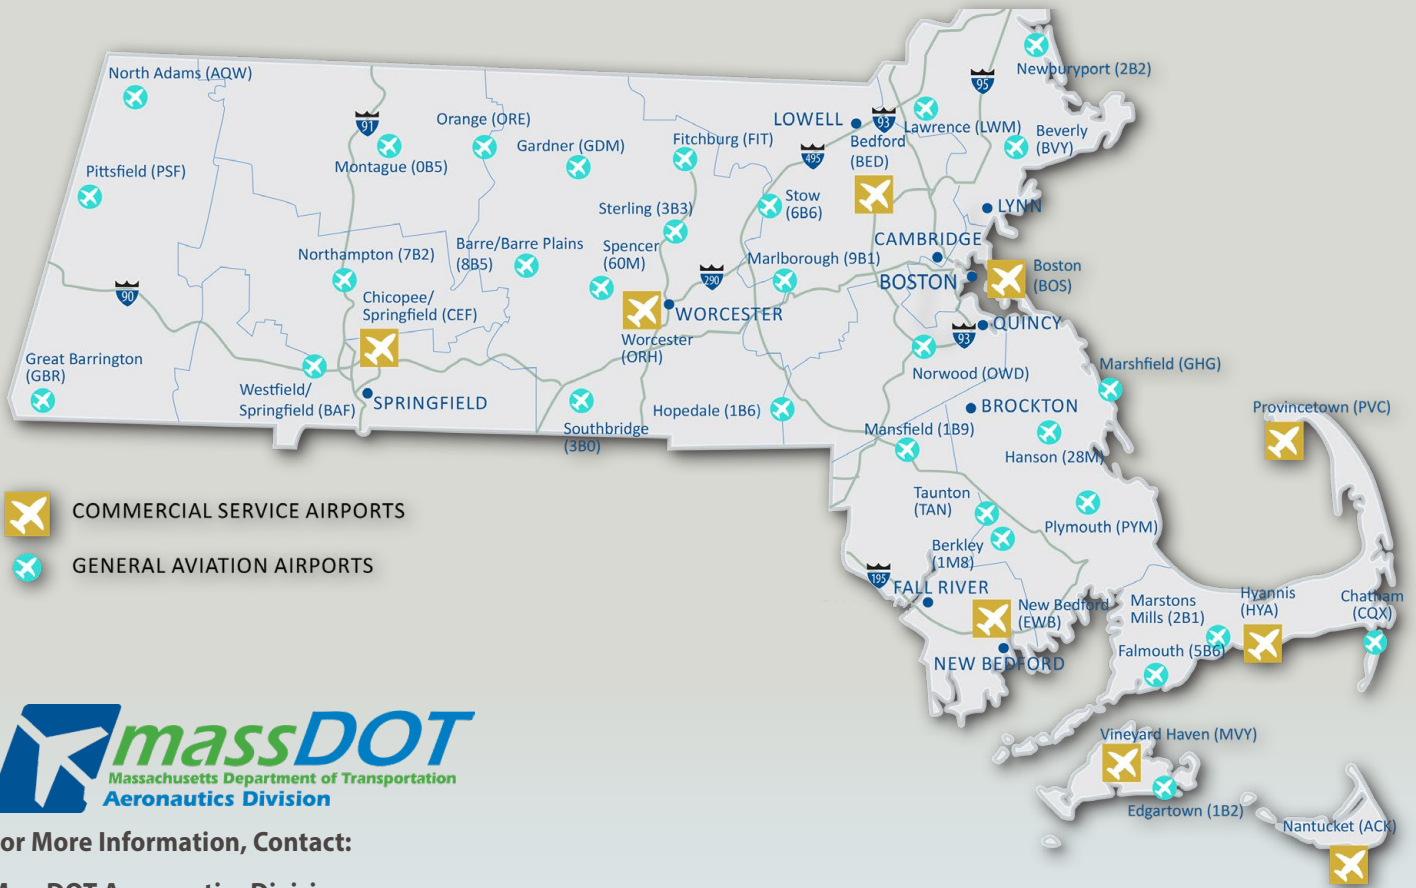 North Adams (AQW)
Newburyport (2B2)
95
91
Orange (ORE)
LOWELL
93
Lawrence (LWM)
Beverly
(BVY)
Montague (0B5)
Gardner (GDM)
Fitchburg (FIT)
495
Bedford
(BED)
Pittsfield (PSF)
Stow
(6B6)
LYNN
Sterling (3B3)
CAMBRIDGE
Northampton (7B2)
Barre/Barre Plains
(8B5)
Spencer
(60M)
Marlborough (9B1)
BOSTON
Boston
(BOS)
90
290
Chicopee/
Springfield (CEF)
WORCESTER
QUINCY
93
Worcester
(ORH)
Great Barrington
(GBR)
Norwood (OWD)
Marshfield (GHG)
Westfield/
Springfield (BAF)
SPRINGFIELD
Hopedale (1B6)
BROCKTON
Provincetown (PVC)
Southbridge
(3B0)
Mansfield (1B9)
Hanson (28M)
Taunton
(TAN)
Plymouth (PYM)
COMMERCIAL SERVICE AIRPORTS
GENERAL AVIATION AIRPORTS
Berkley
(1M8)
195
FALL RIVER
New Bedford
(EWB)
NEW BEDFORD
Marstons
Mills (2B1)
Hyannis
(HYA)
Chatham
(CQX)
Falmouth (5B6)
Vineyard Haven (MVY)
Edgartown (1B2)
Nantucket (ACK)
massDOT
Massachusetts Department of Transportation
Aeronautics Division
or More Information, Contact: